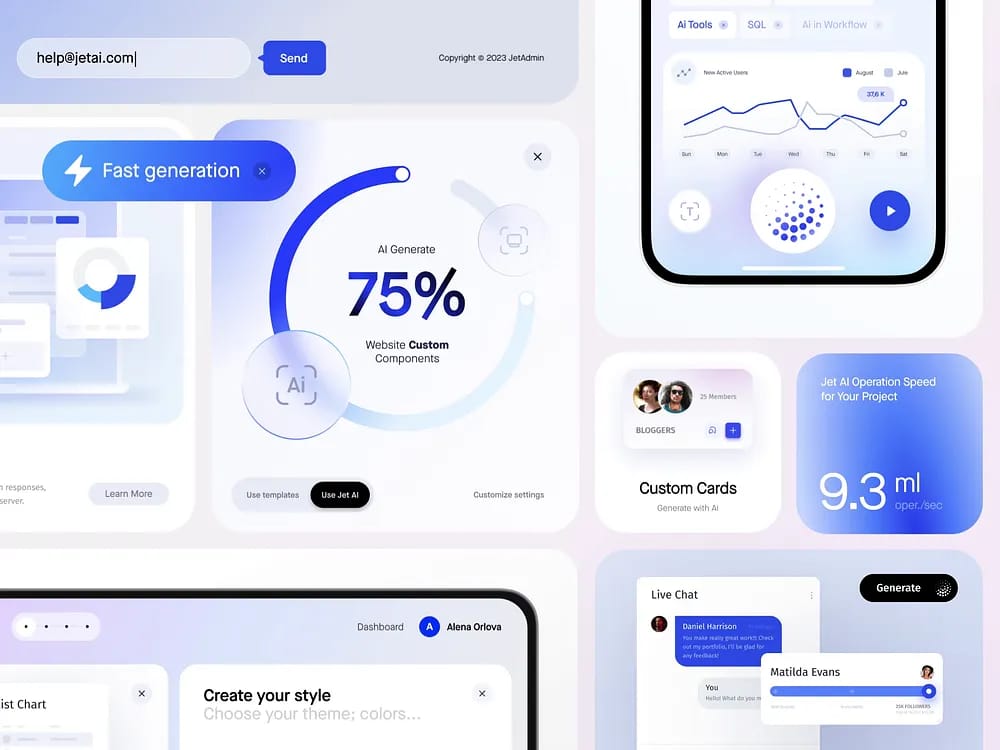 help@jetai.com
Send
Copyright © 2023 JetAdmin
Ai Tools
SQL
Ai in Workflow
New Active Users
August
Jule
37,6 K
Sun Mon Tue Wed Thu Fri Sat
T
Fast generation
AI Generate
75%
Website Custom
Components
Ai
responses,
server.
Learn More
Use templates
Use Jet AI
Customize settings
25 Members
BLOGGERS
Custom Cards
Generate with AI
Jet AI Operation Speed
for Your Project
9.3 ml
oper./sec
Dashboard
A
Alena Orlova
ist Chart
Create your style
Choose your theme; colors...
Live Chat
Generate
Daniel Harrison
You make really great work!! Check
out my portfolio, I'll be glad for
any feedback!
You
Hello! What do you m
Matilda Evans
25K FOLLOWERS